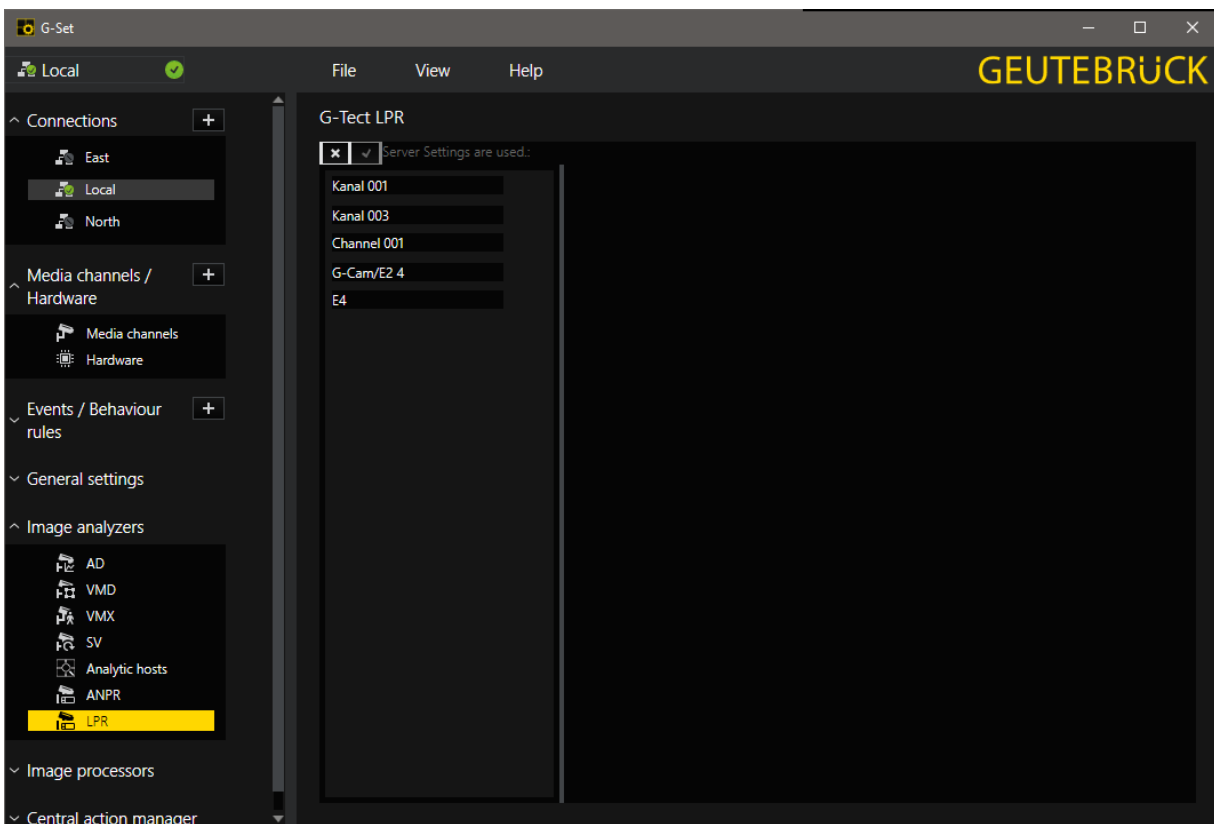 G-Set
Local
File View Help
GEUTEBRÜCK
Connections
East
Local
North
Media channels /
Hardware
Media channels
Hardware
Events / Behaviour
rules
General settings
Image analyzers
AD
VMD
VMX
SV
Analytic hosts
ANPR
LPR
Image processors
Central action manager
G-Tect LPR
Server Settings are used.:
Kanal 001
Kanal 003
Channel 001
G-Cam/E2 4
E4